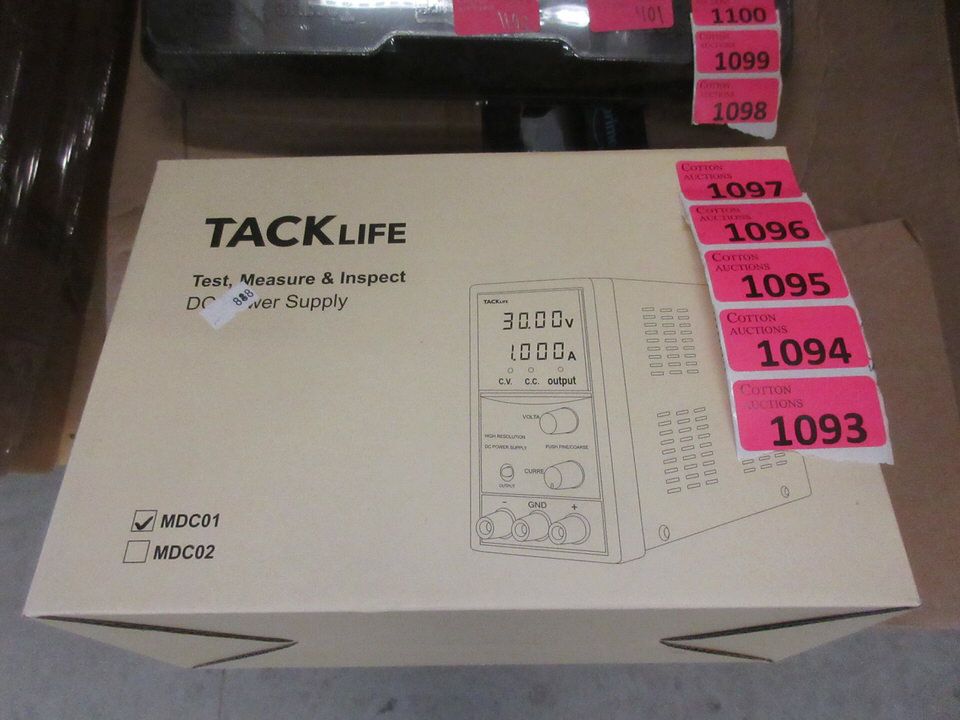 1101
1100
COTTON
AUCTIONS
1099
COTTON
AUCTIONS
1098
COTTON
AUCTIONS
1097
COTTON
AUCTIONS
1096
COTTON
AUCTIONS
1095
COTTON
AUCTIONS
1094
COTTON
AUCTIONS
1093
TACKLIFE
Test, Measure & Inspect
DC wer Supply
888
TACKLIFE
30.00V
1.000A
C.V. C.C. output
VOLTA
HIGH RESOLUTION
DC POWER SUPPLY
PUSH FINE/COARSE
CURRE
OUTPUT
- GND +
MDC01
MDC02